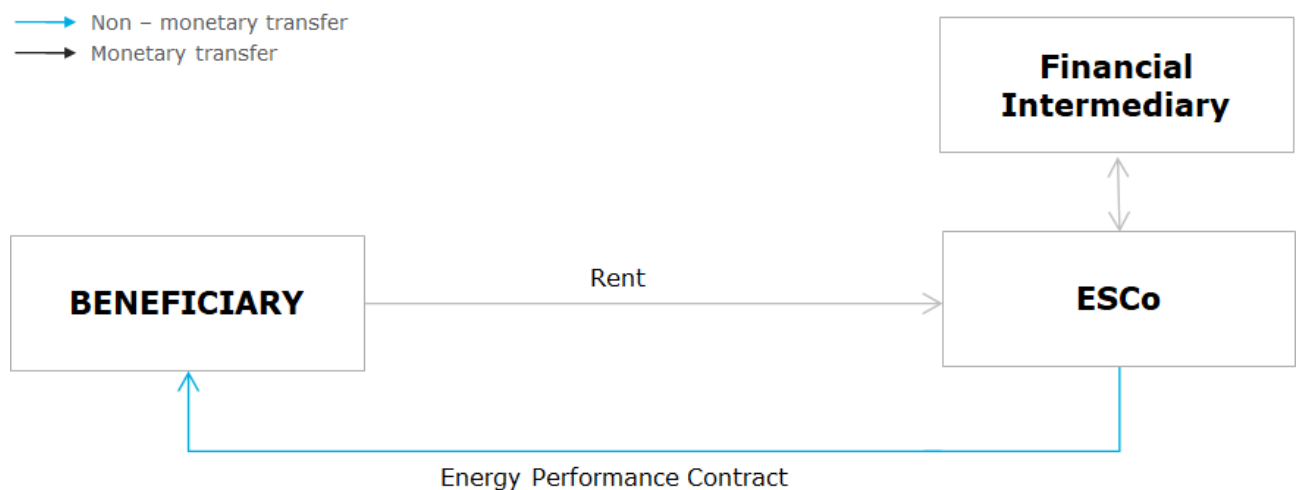 Non – monetary transfer
Monetary transfer
Financial
Intermediary
Rent
BENEFICIARY
ESCo
Energy Performance Contract